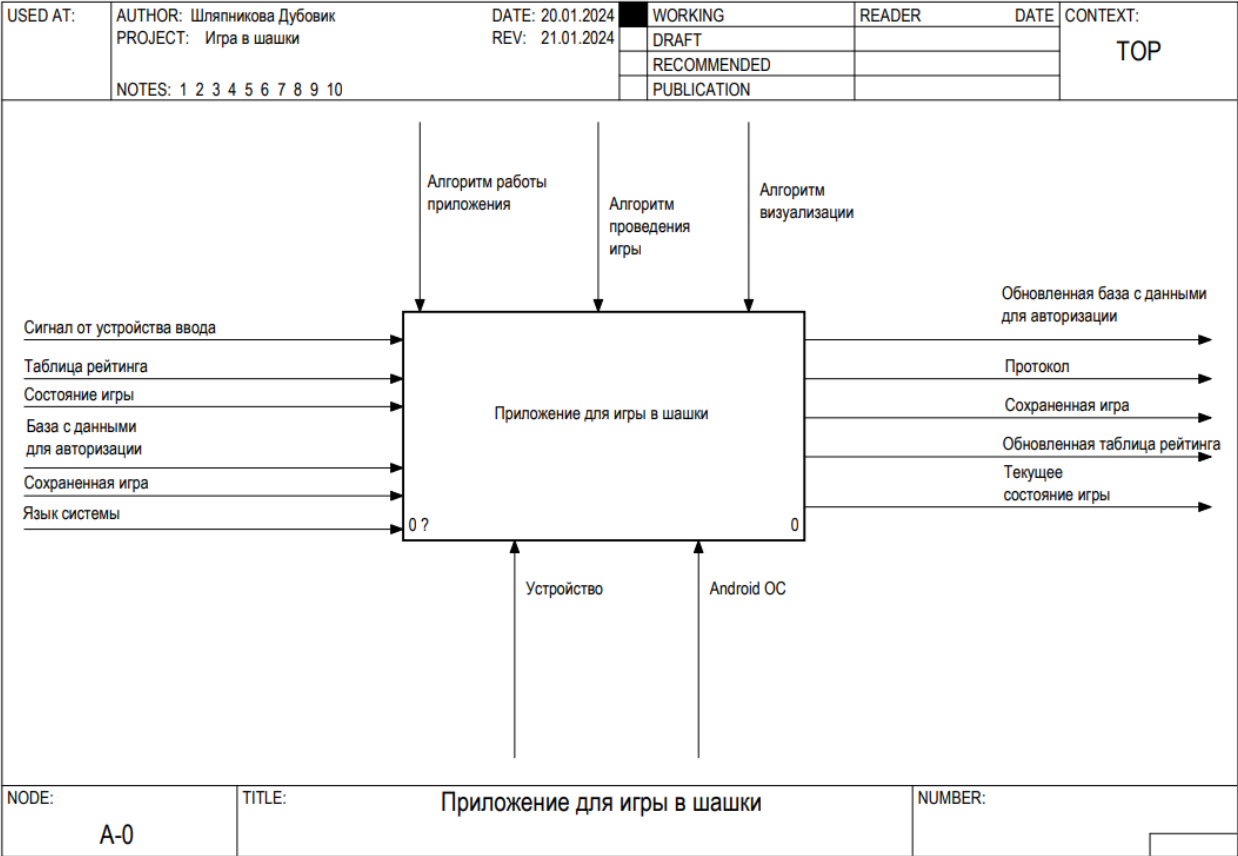 USED AT:
AUTHOR: Шляпникова Дубовик
DATE: 20.01.2024
PROJECT: Игра в шашки
REV: 21.01.2024
NOTES: 1 2 3 4 5 6 7 8 9 10
WORKING
DRAFT
RECOMMENDED
PUBLICATION
READER
DATE
CONTEXT:
TOP
Алгоритм работы
приложения
Алгоритм
проведения
игры
Алгоритм
визуализации
Сигнал от устройства ввода
Таблица рейтинга
Состояние игры
База с данными
для авторизации
Сохраненная игра
Язык системы
Приложение для игры в шашки
0 ?
0
Обновленная база с данными
для авторизации
Протокол
Сохраненная игра
Обновленная таблица рейтинга
Текущее
состояние игры
Устройство
Android ОС
NODE:
A-0
TITLE:
Приложение для игры в шашки
NUMBER: